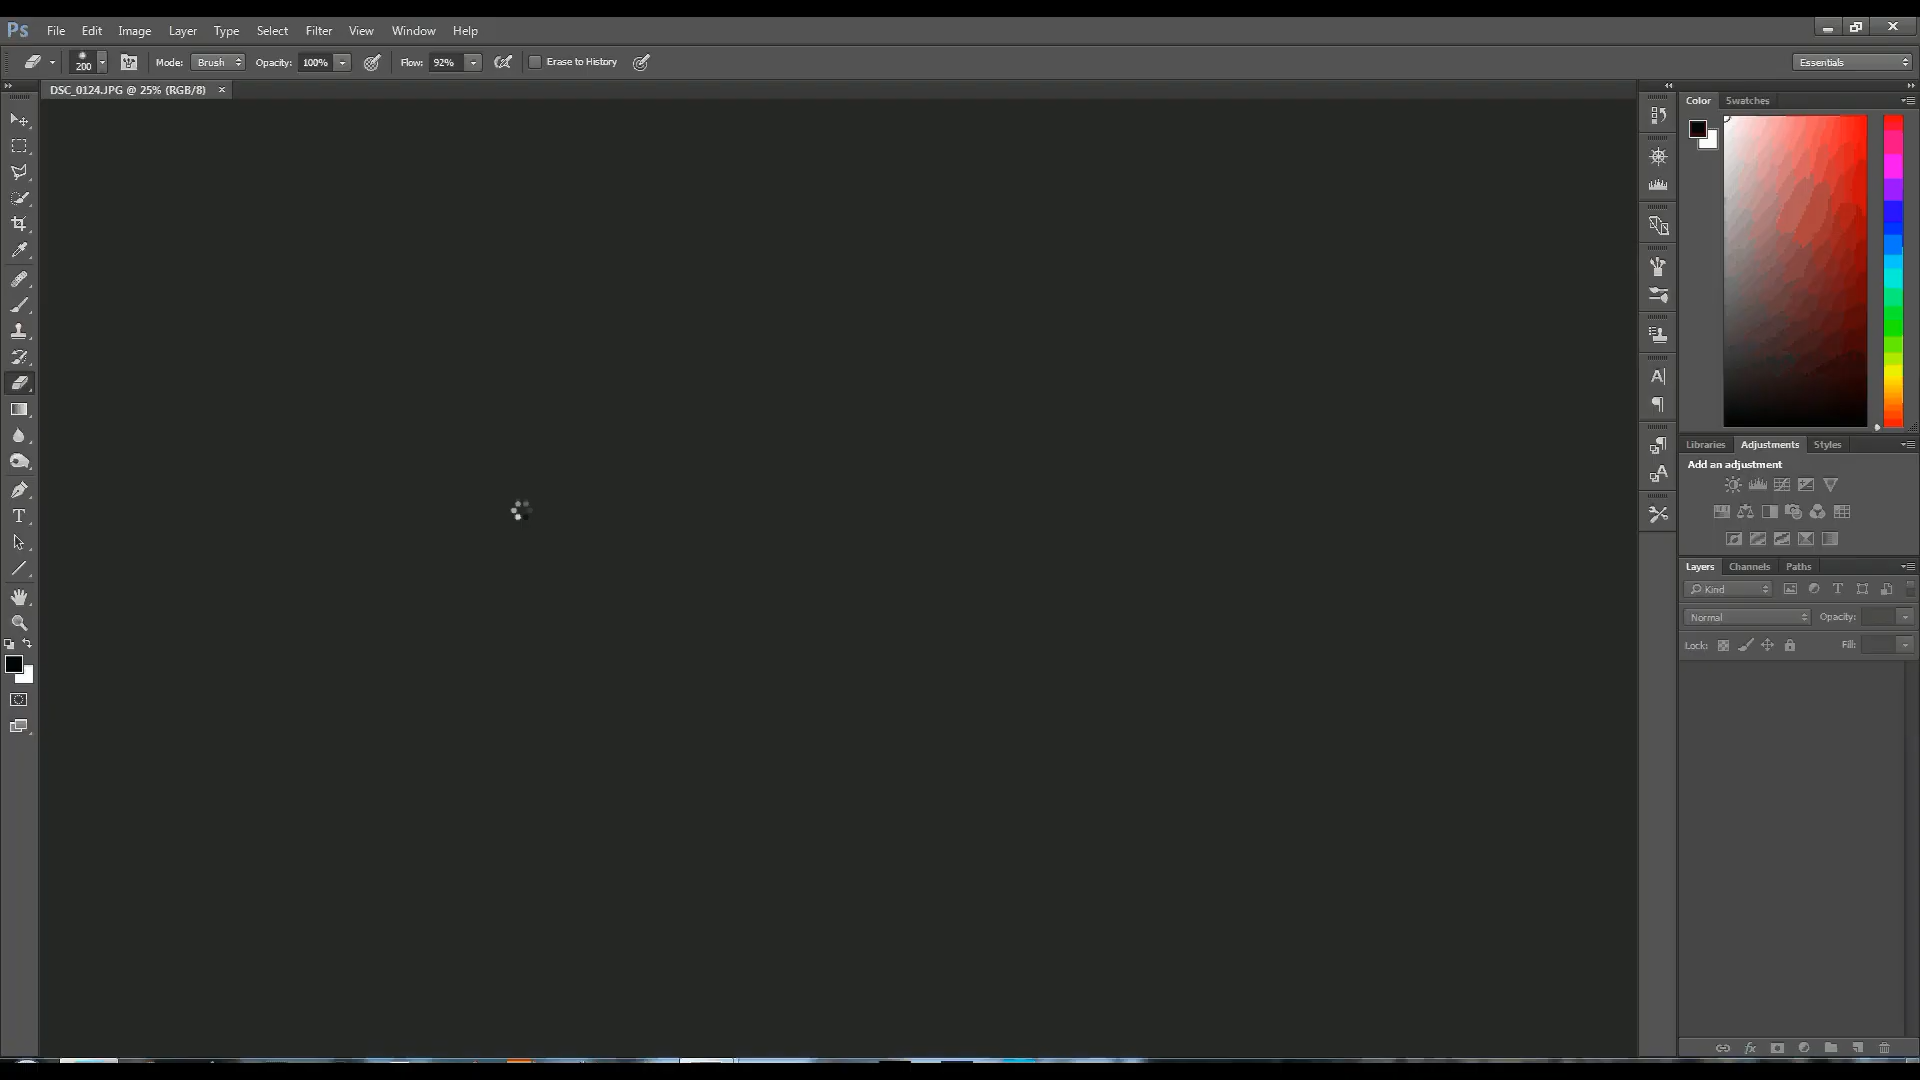 Ps File Edit Image Layer Type Select Filter View Window Help
200 Mode: Brush Opacity: 100% Flow: 92% Erase to History Essentials
DSC_0124.JPG @ 25% (RGB/8) ×
Color Swatches
Libraries Adjustments Styles
Add an adjustment
Layers Channels Paths
Kind
Normal Opacity:
Lock: Fill: